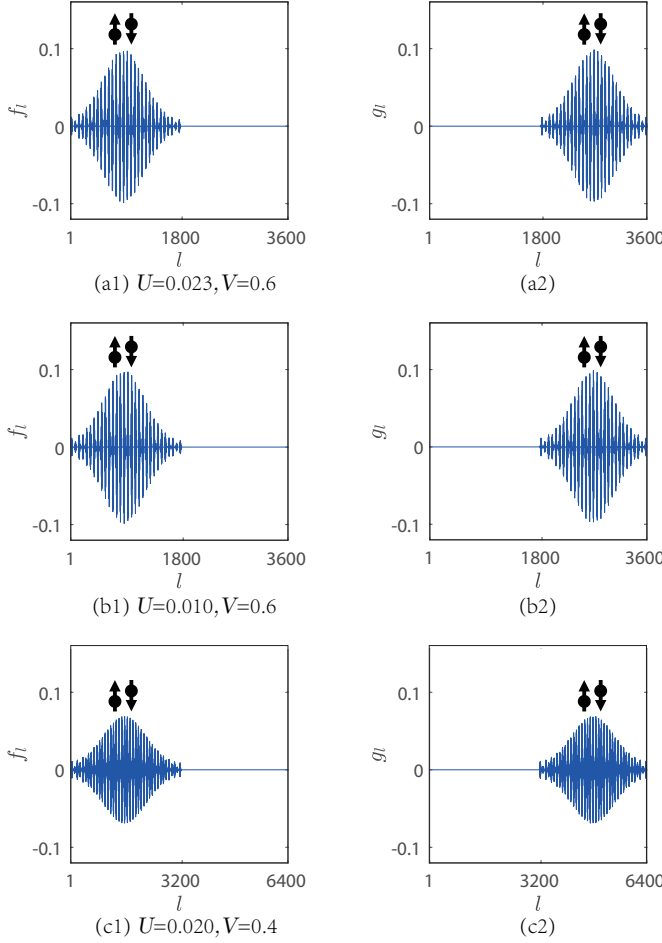 0.1
f_l
0
-0.1
1 1800 3600
l
(a1) U=0.023, V=0.6
0.1
g_l
0
-0.1
1 1800 3600
l
(a2)
0.1
f_l
0
-0.1
1 1800 3600
l
(b1) U=0.010, V=0.6
0.1
g_l
0
-0.1
1 1800 3600
l
(b2)
0.1
f_l
0
-0.1
1 3200 6400
l
(c1) U=0.020, V=0.4
0.1
g_l
0
-0.1
1 3200 6400
l
(c2)